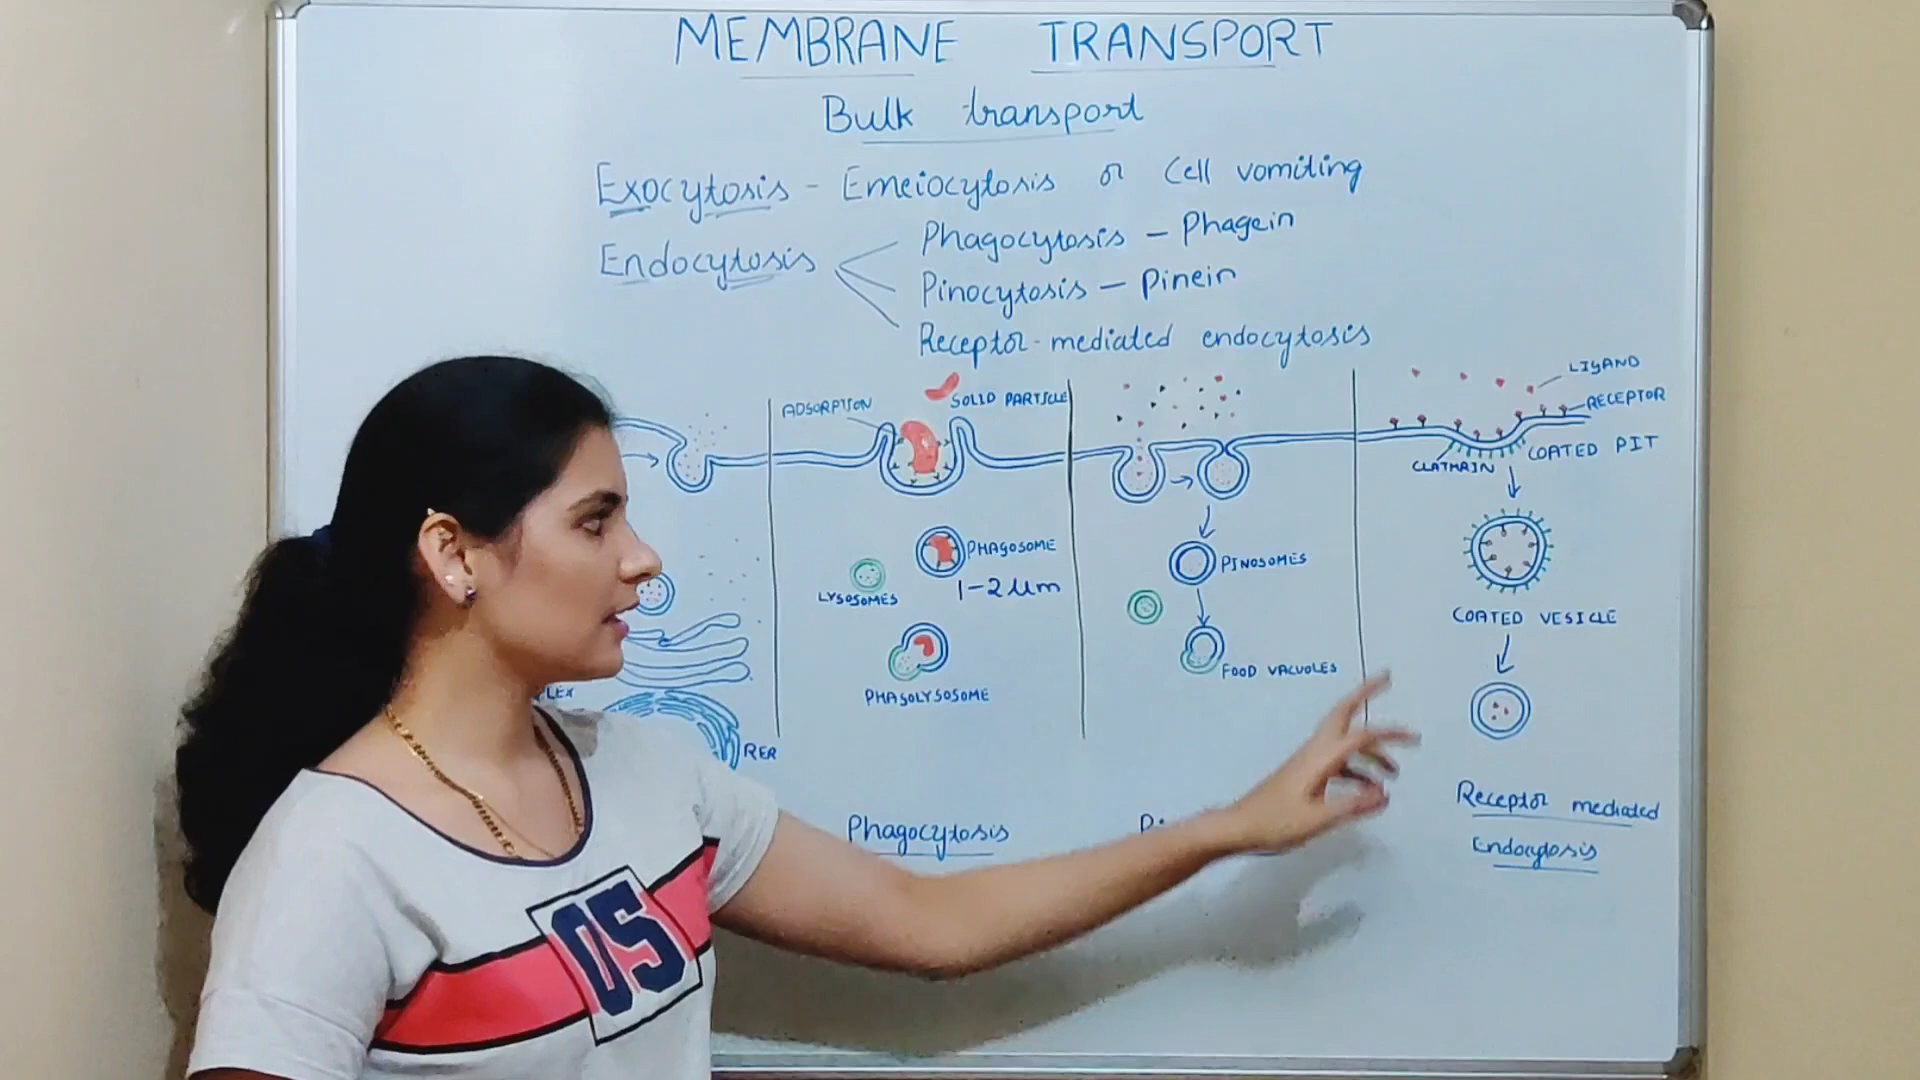 MEMBRANE TRANSPORT
Bulk transport
Exocytosis - Emeiocytosis or Cell vomiting
Endocytosis
Phagocytosis - Phagein
Pinocytosis - Pinein
Receptor-mediated endocytosis
RER
ADSORPTION
SOLID PARTICLE
PHAGOSOME
1-2 um
LYSOSOMES
PHAGOLYSOSOME
Phagocytosis
PINOSOMES
FOOD VACUOLES
LIGAND
RECEPTOR
COATED PIT
CLATHRIN
COATED VESICLE
Receptor mediated
Endocytosis
05